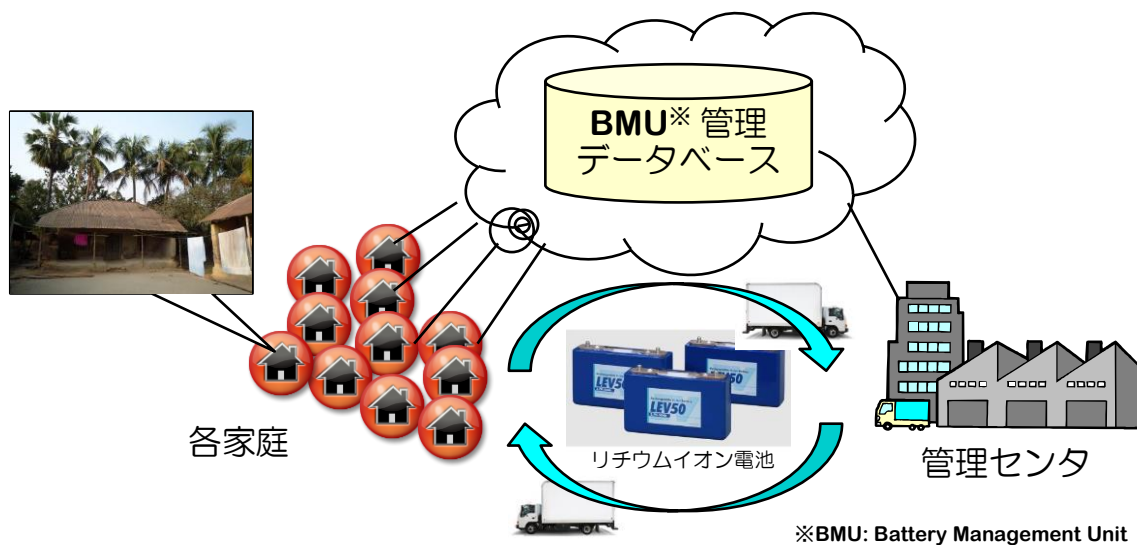 BMU※ 管理
データベース
LEV50
LEV50
LEV50
リチウムイオン電池
各家庭
管理センタ
※BMU: Battery Management Unit